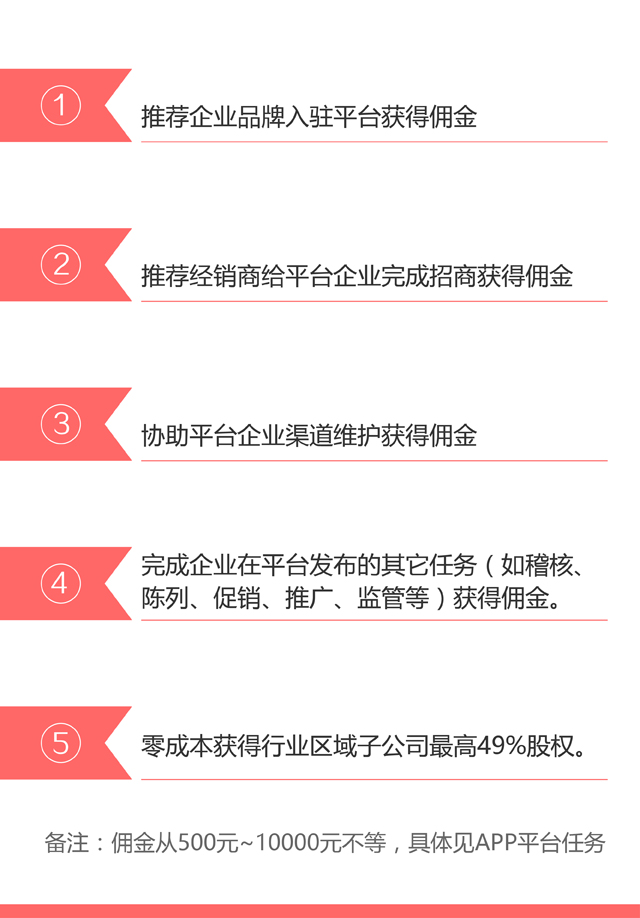 ①
推荐企业品牌入驻平台获得佣金
②
推荐经销商给平台企业完成招商获得佣金
③
协助平台企业渠道维护获得佣金
④
完成企业在平台发布的其它任务（如稽核、
陈列、促销、推广、监管等）获得佣金。
⑤
零成本获得行业区域子公司最高49%股权。
备注：佣金从500元~10000元不等，具体见APP平台任务